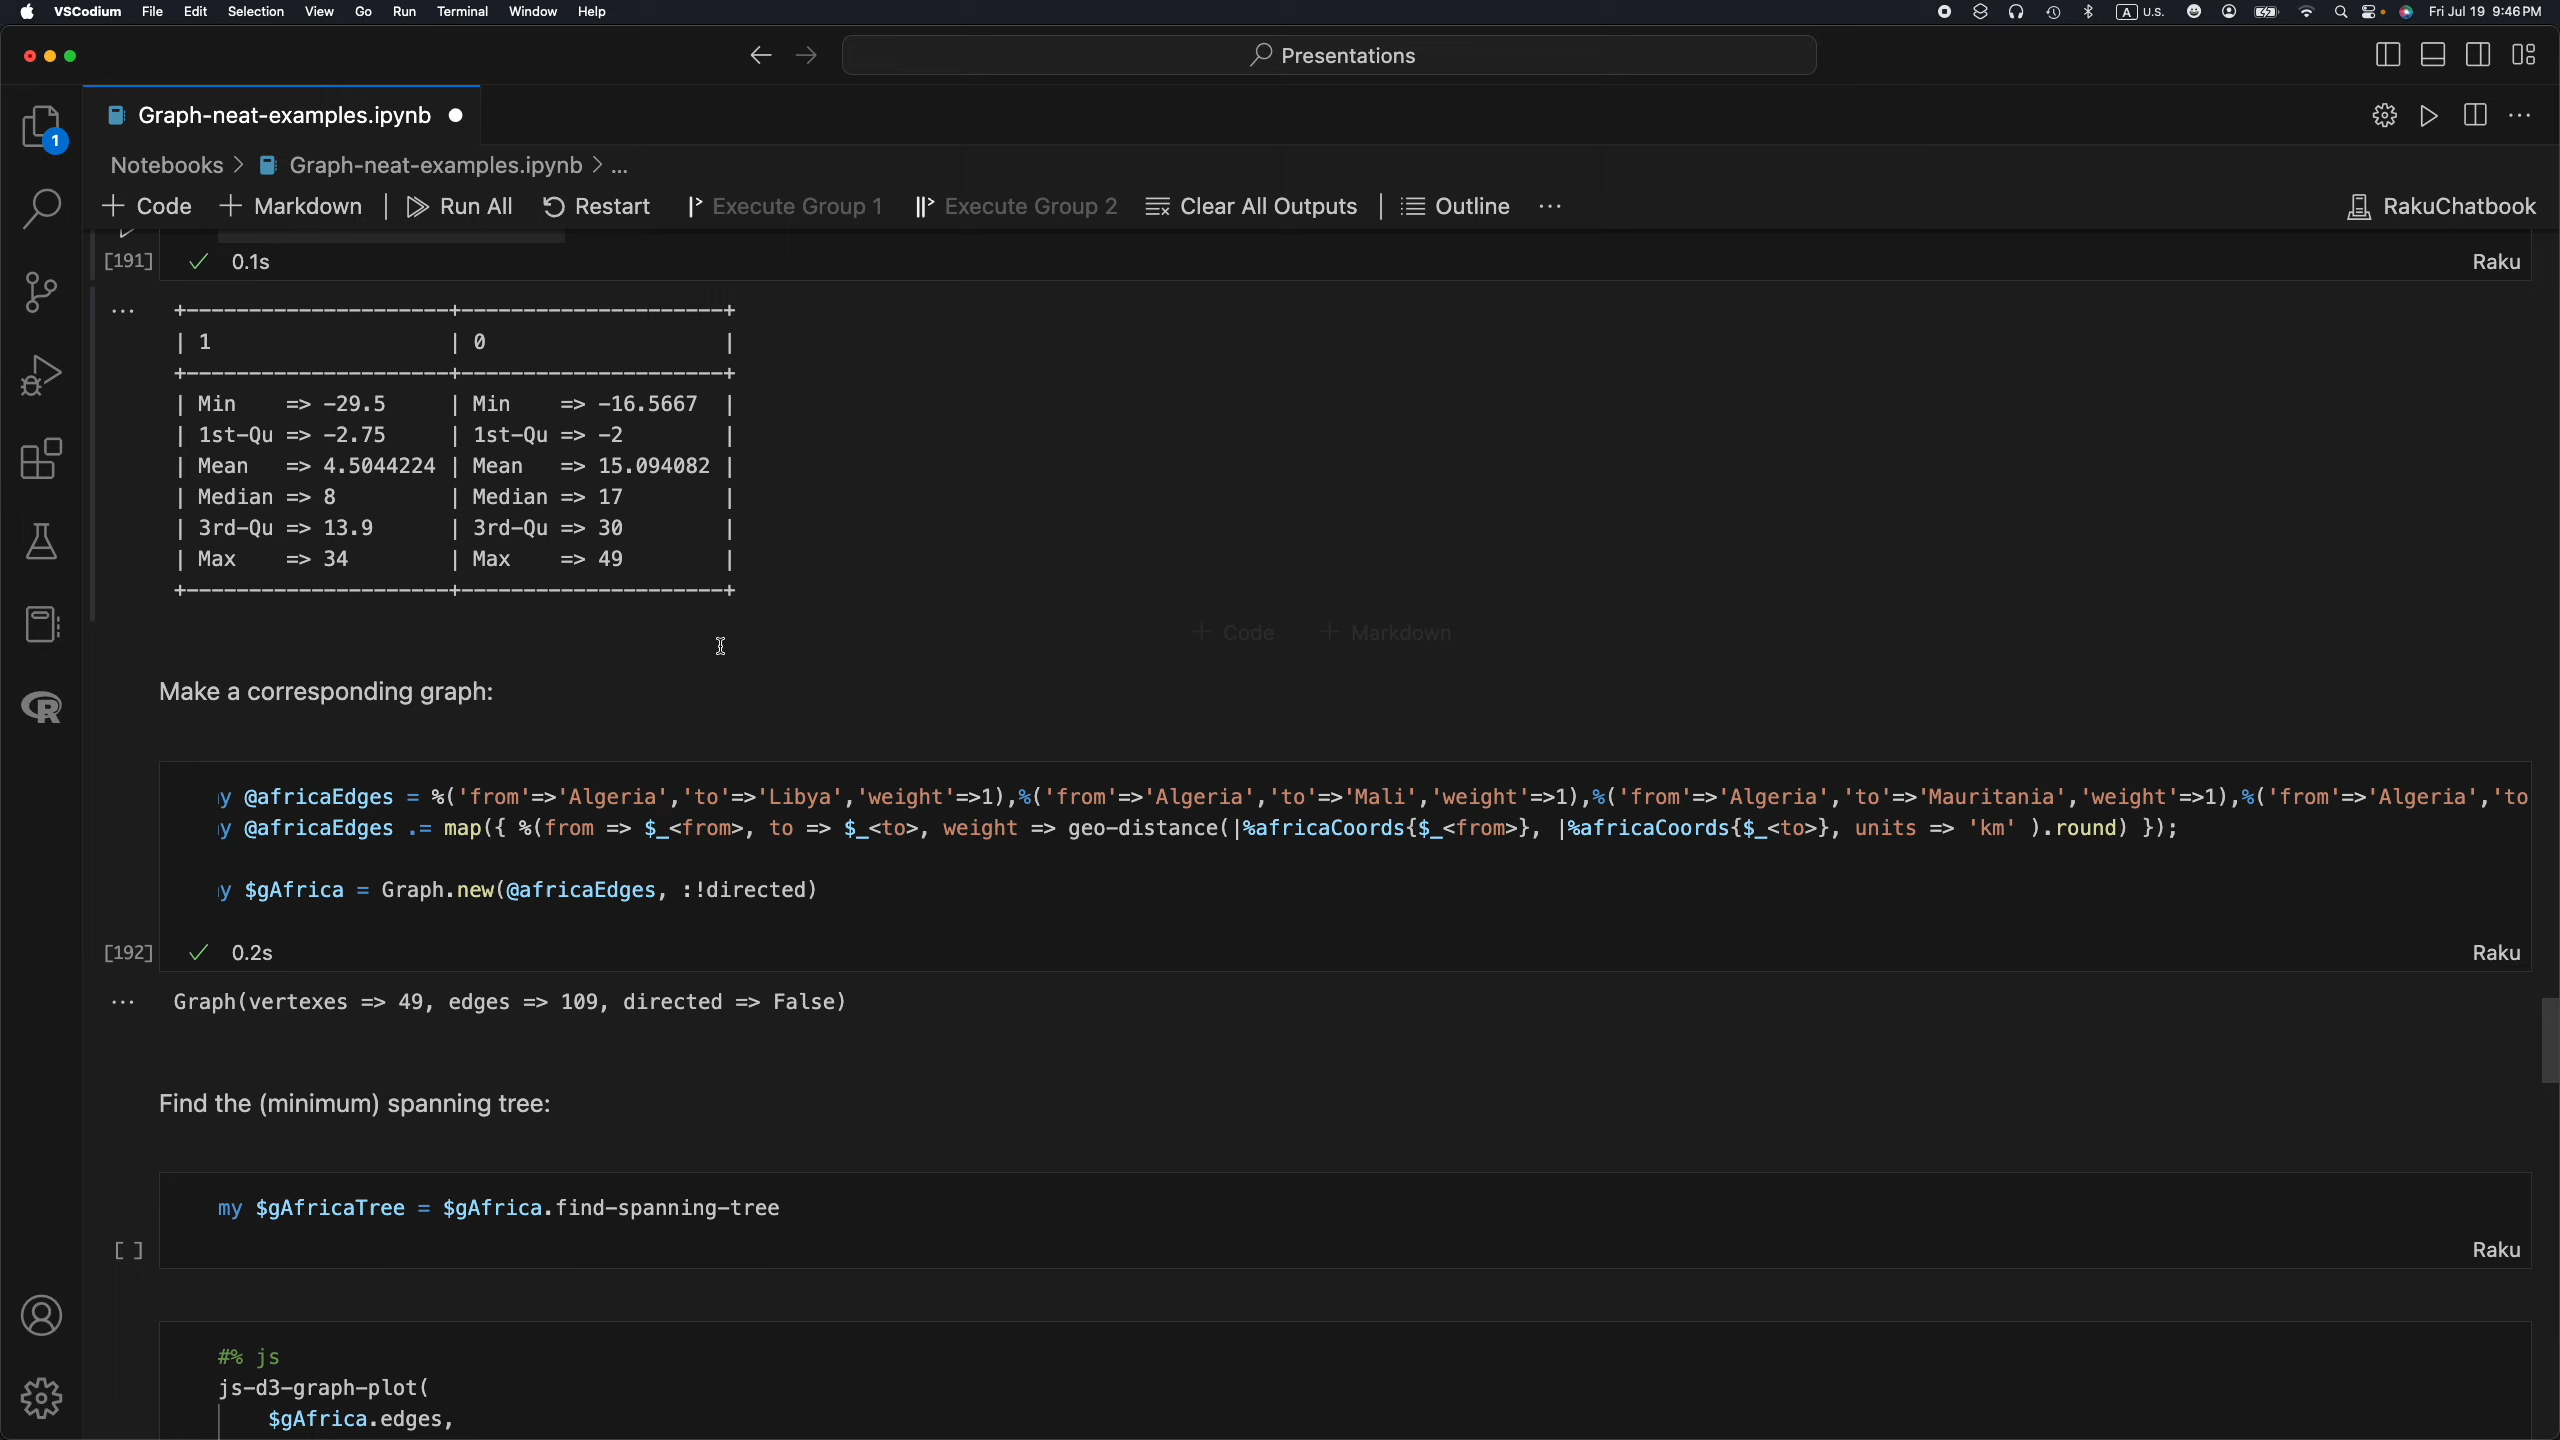 VSCodium File Edit Selection View Go Run Terminal Window Help A U.S. Fri Jul 19 9:46 PM
Presentations
Graph-neat-examples.ipynb
1
Notebooks > Graph-neat-examples.ipynb > ...
+ Code + Markdown | Run All Restart Execute Group 1 Execute Group 2 Clear All Outputs | Outline ... RakuChatbook
[191] 0.1s Raku
... +---------------------+---------------------+
| 1                   | 0                   |
+---------------------+---------------------+
| Min    => -29.5     | Min    => -16.5667  |
| 1st-Qu => -2.75     | 1st-Qu => -2        |
| Mean   => 4.5044224 | Mean   => 15.094082 |
| Median => 8         | Median => 17        |
| 3rd-Qu => 13.9      | 3rd-Qu => 30        |
| Max    => 34        | Max    => 49        |
+---------------------+---------------------+
+ Code + Markdown
Make a corresponding graph:
y @africaEdges = %('from'=>'Algeria','to'=>'Libya','weight'=>1),%('from'=>'Algeria','to'=>'Mali','weight'=>1),%('from'=>'Algeria','to'=>'Mauritania','weight'=>1),%('from'=>'Algeria','to
y @africaEdges .= map({ %(from => $_<from>, to => $_<to>, weight => geo-distance(|%africaCoords{$_<from>}, |%africaCoords{$_<to>}, units => 'km' ).round) });
y $gAfrica = Graph.new(@africaEdges, :!directed)
[192] 0.2s Raku
... Graph(vertexes => 49, edges => 109, directed => False)
Find the (minimum) spanning tree:
my $gAfricaTree = $gAfrica.find-spanning-tree
[ ] Raku
#% js
js-d3-graph-plot(
$gAfrica.edges,